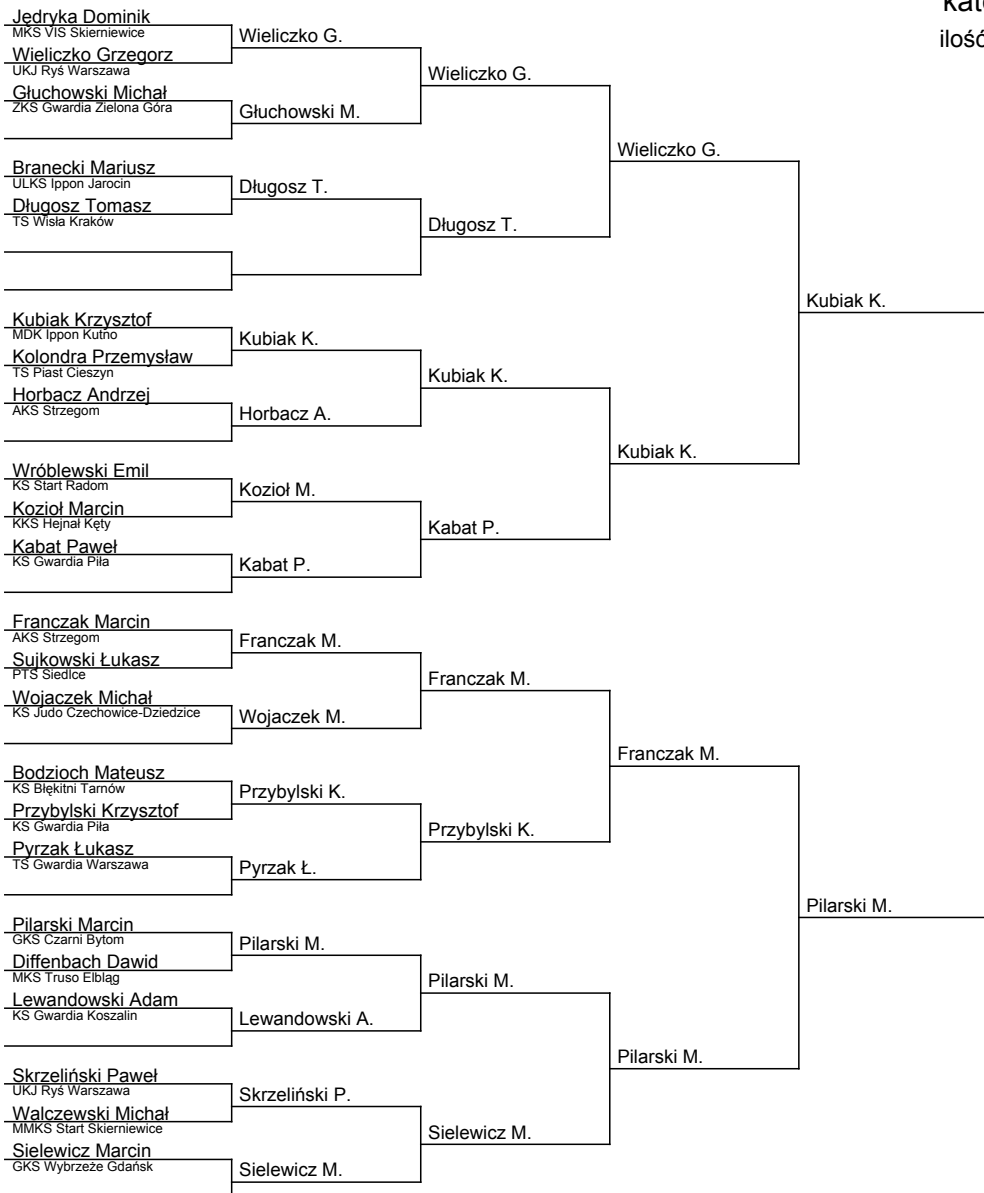 kat
ilość
Jędryka Dominik
MKS VIS Skierniewice
Wieliczko G.
Wieliczko Grzegorz
UKJ Ryś Warszawa
Wieliczko G.
Głuchowski Michał
ZKS Gwardia Zielona Góra
Głuchowski M.
Wieliczko G.
Branecki Mariusz
ULKS Ippon Jarocin
Długosz T.
Długosz Tomasz
TS Wisła Kraków
Długosz T.
Kubiak K.
Kubiak Krzysztof
MDK Ippon Kutno
Kubiak K.
Kolondra Przemysław
TS Piast Cieszyn
Kubiak K.
Horbacz Andrzej
AKS Strzegom
Horbacz A.
Kubiak K.
Wróblewski Emil
KS Start Radom
Kozioł M.
Kozioł Marcin
KKS Hejnał Kęty
Kabat P.
Kabat Paweł
KS Gwardia Piła
Kabat P.
Franczak Marcin
AKS Strzegom
Franczak M.
Sujkowski Łukasz
PTS Siedlce
Franczak M.
Wojaczek Michał
KS Judo Czechowice-Dziedzice
Wojaczek M.
Franczak M.
Bodzioch Mateusz
KS Błękitni Tarnów
Przybylski K.
Przybylski Krzysztof
KS Gwardia Piła
Przybylski K.
Pyrzak Łukasz
TS Gwardia Warszawa
Pyrzak Ł.
Pilarski M.
Pilarski Marcin
GKS Czarni Bytom
Pilarski M.
Diffenbach Dawid
MKS Truso Elbląg
Pilarski M.
Lewandowski Adam
KS Gwardia Koszalin
Lewandowski A.
Pilarski M.
Skrzeliński Paweł
UKJ Ryś Warszawa
Skrzeliński P.
Walczewski Michał
MMKS Start Skierniewice
Sielewicz M.
Sielewicz Marcin
GKS Wybrzeże Gdańsk
Sielewicz M.